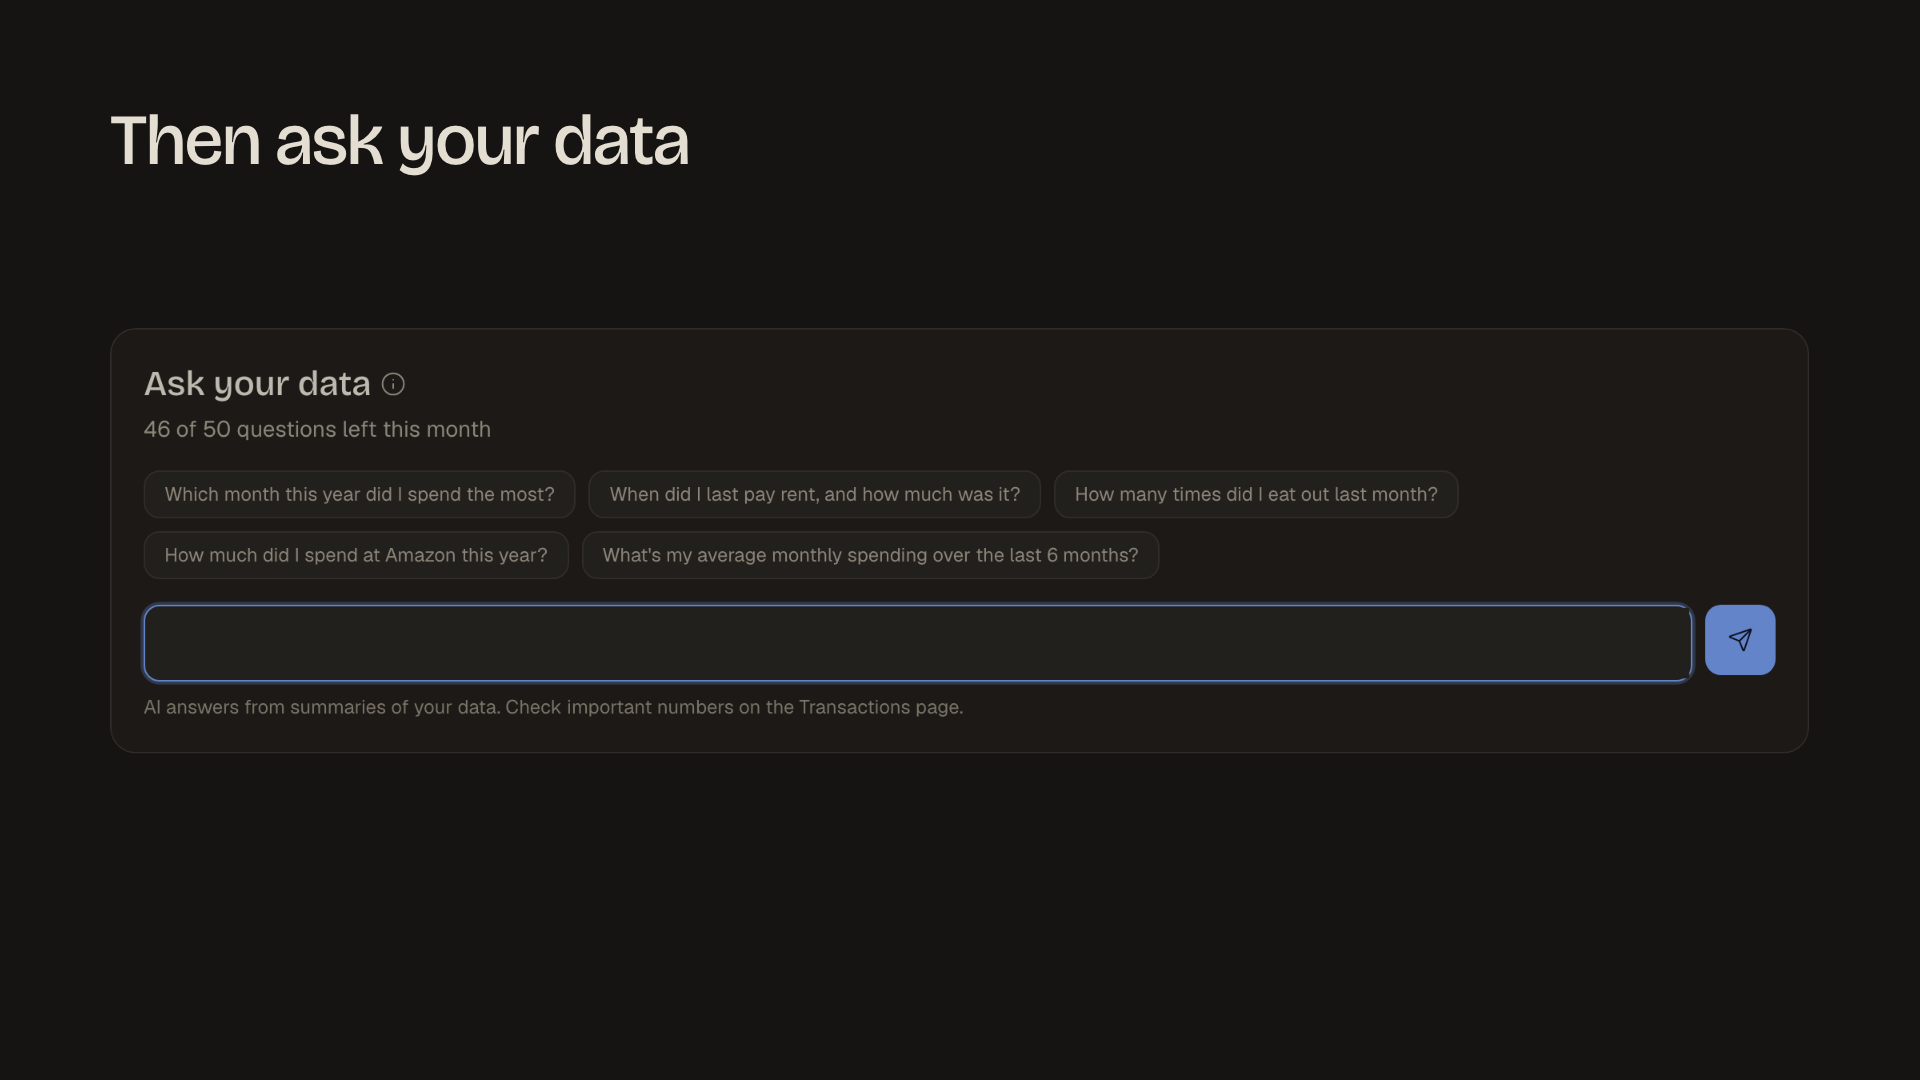 Then ask your data
Ask your data
46 of 50 questions left this month
Which month this year did I spend the most?
When did I last pay rent, and how much was it?
How many times did I eat out last month?
How much did I spend at Amazon this year?
What's my average monthly spending over the last 6 months?
AI answers from summaries of your data. Check important numbers on the Transactions page.